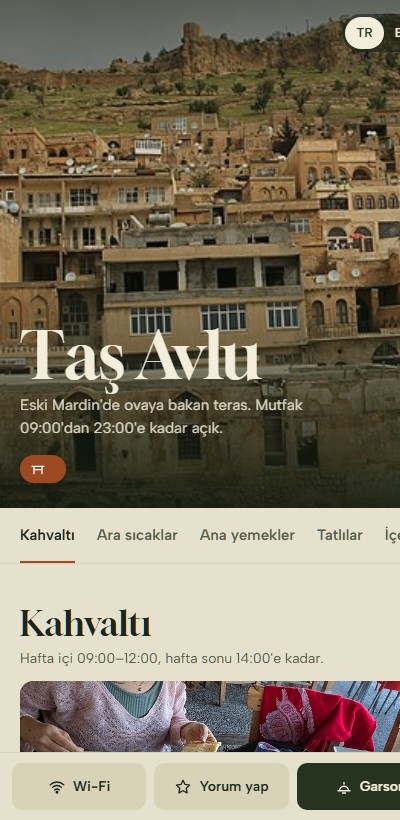 TR
Taş Avlu
Eski Mardin'de ovaya bakan teras. Mutfak
09:00'dan 23:00'e kadar açık.
Kahvaltı
Ara sıcaklar
Ana yemekler
Tatlılar
Kahvaltı
Hafta içi 09:00–12:00, hafta sonu 14:00'e kadar.
Wi-Fi
Yorum yap